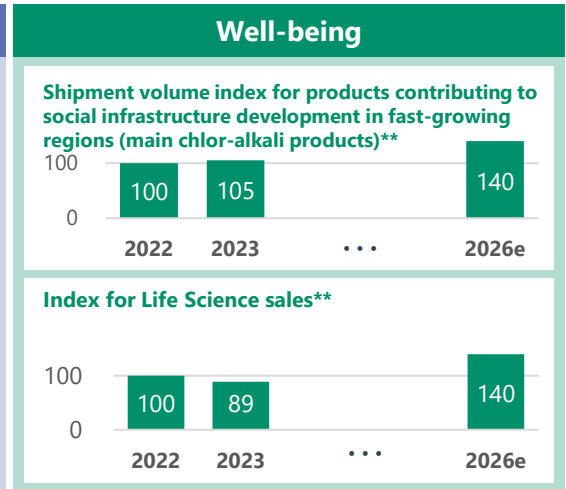 Well-being
Shipment volume index for products contributing to
social infrastructure development in fast-growing
regions (main chlor-alkali products)**
100
0
100
105
140
2022
2023
• • •
2026e
Index for Life Science sales**
100
0
100
89
140
2022
2023
• • •
2026e